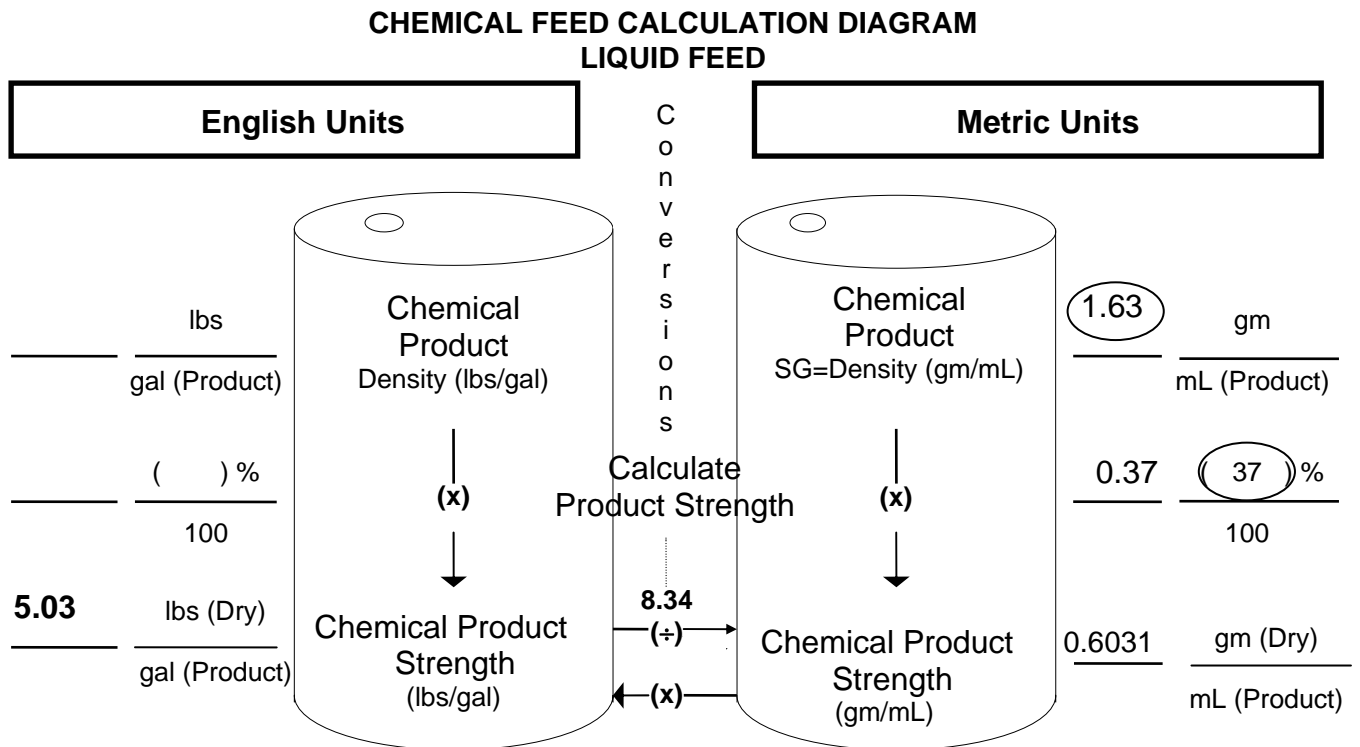 CHEMICAL FEED CALCULATION DIAGRAM
LIQUID FEED
English Units
Conversions
Metric Units
lbs
gal (Product)
Chemical
Product
Density (lbs/gal)
Chemical
Product
SG=Density (gm/mL)
1.63
gm
mL (Product)
( ) %
100
(x)
Calculate
Product Strength
(x)
0.37
( 37 ) %
100
5.03
lbs (Dry)
gal (Product)
Chemical Product
Strength
(lbs/gal)
8.34
(÷)
(x)
Chemical Product
Strength
(gm/mL)
0.6031
gm (Dry)
mL (Product)